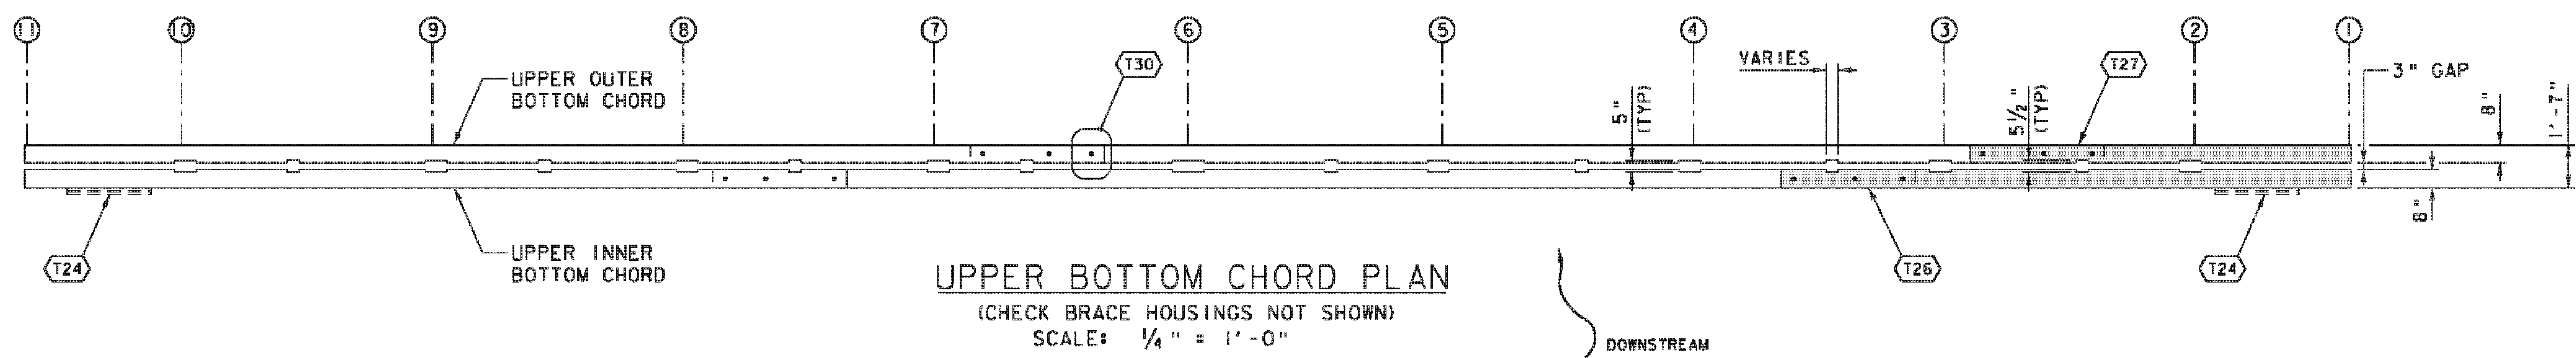 11 10 9 8 7 6 5 4 3 2 1
T30
VARIES
T27
3" GAP
UPPER OUTER
BOTTOM CHORD
5"
(TYP)
5 1/2"
(TYP)
8"
1'-7"
8"
T24
UPPER INNER
BOTTOM CHORD
T26
T24
UPPER BOTTOM CHORD PLAN
(CHECK BRACE HOUSINGS NOT SHOWN)
SCALE: 1/4" = 1'-0"
DOWNSTREAM